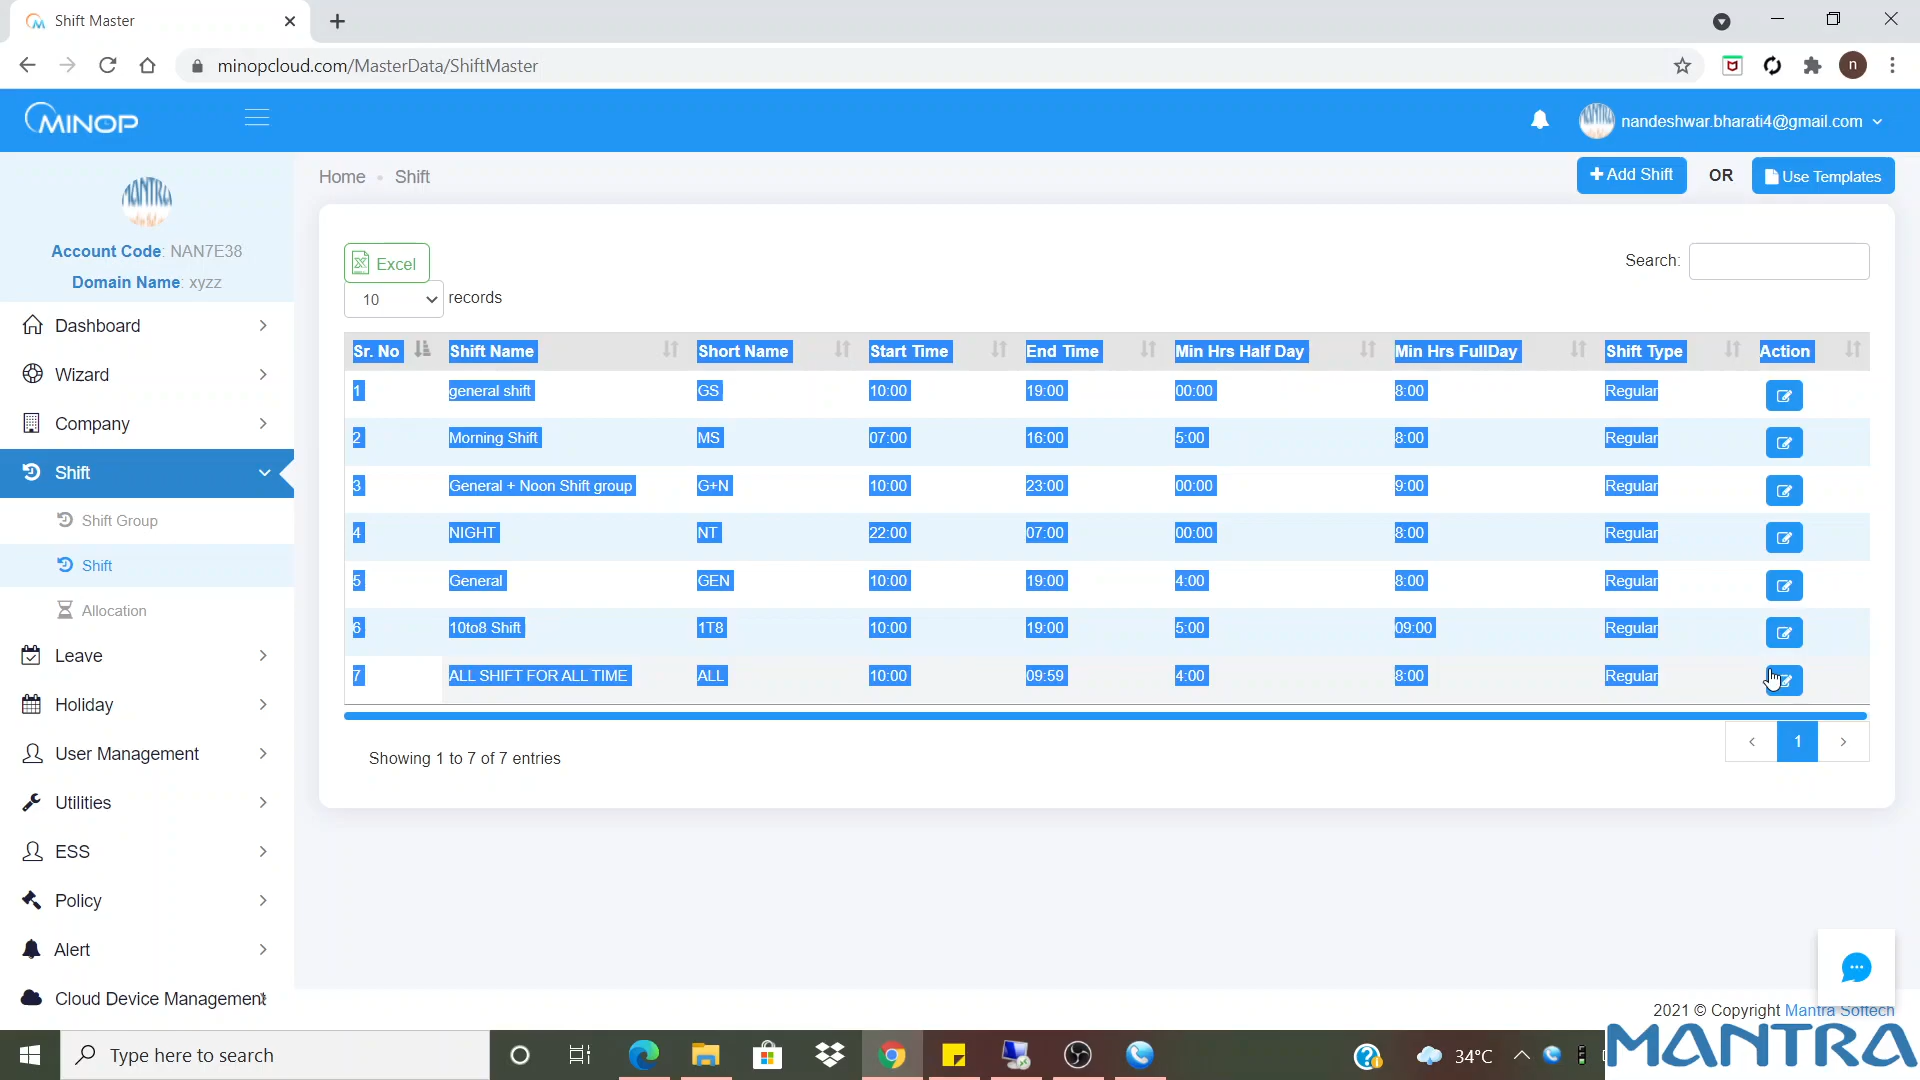 Shift Master
minopcloud.com/MasterData/ShiftMaster
n
MINOP
nandeshwar.bharati4@gmail.com
MANTRA
Account Code: NAN7E38
Domain Name: xyzz
Dashboard
Wizard
Company
Shift
Shift Group
Shift
Allocation
Leave
Holiday
User Management
Utilities
ESS
Policy
Alert
Cloud Device Management
Home • Shift
+ Add Shift OR Use Templates
Excel
Search:
10 records
Sr. No Shift Name Short Name Start Time End Time Min Hrs Half Day Min Hrs FullDay Shift Type Action
1 general shift GS 10:00 19:00 00:00 8:00 Regular
2 Morning Shift MS 07:00 16:00 5:00 8:00 Regular
3 General + Noon Shift group G+N 10:00 23:00 00:00 9:00 Regular
4 NIGHT NT 22:00 07:00 00:00 8:00 Regular
5 General GEN 10:00 19:00 4:00 8:00 Regular
6 10to8 Shift 1T8 10:00 19:00 5:00 09:00 Regular
7 ALL SHIFT FOR ALL TIME ALL 10:00 09:59 4:00 8:00 Regular
Showing 1 to 7 of 7 entries
‹ 1 ›
2021 © Copyright Mantra Softech
Type here to search
34°C
MANTRA